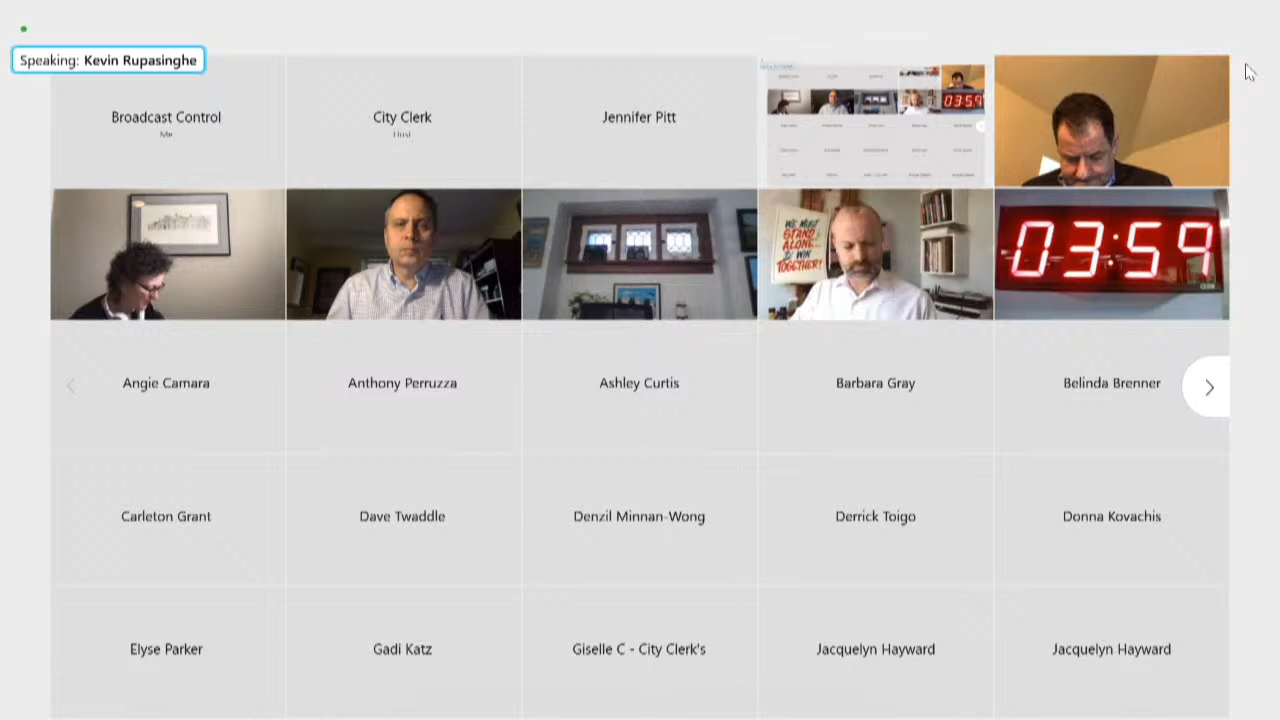 Speaking: Kevin Rupasinghe
Broadcast Control
Me
City Clerk
Host
Jennifer Pitt
03:59
WE MUST
STAND
ALONE
TOGETHER!
03:59
Angie Camara
Anthony Perruzza
Ashley Curtis
Barbara Gray
Belinda Brenner
Carleton Grant
Dave Twaddle
Denzil Minnan-Wong
Derrick Toigo
Donna Kovachis
Elyse Parker
Gadi Katz
Giselle C - City Clerk's
Jacquelyn Hayward
Jacquelyn Hayward